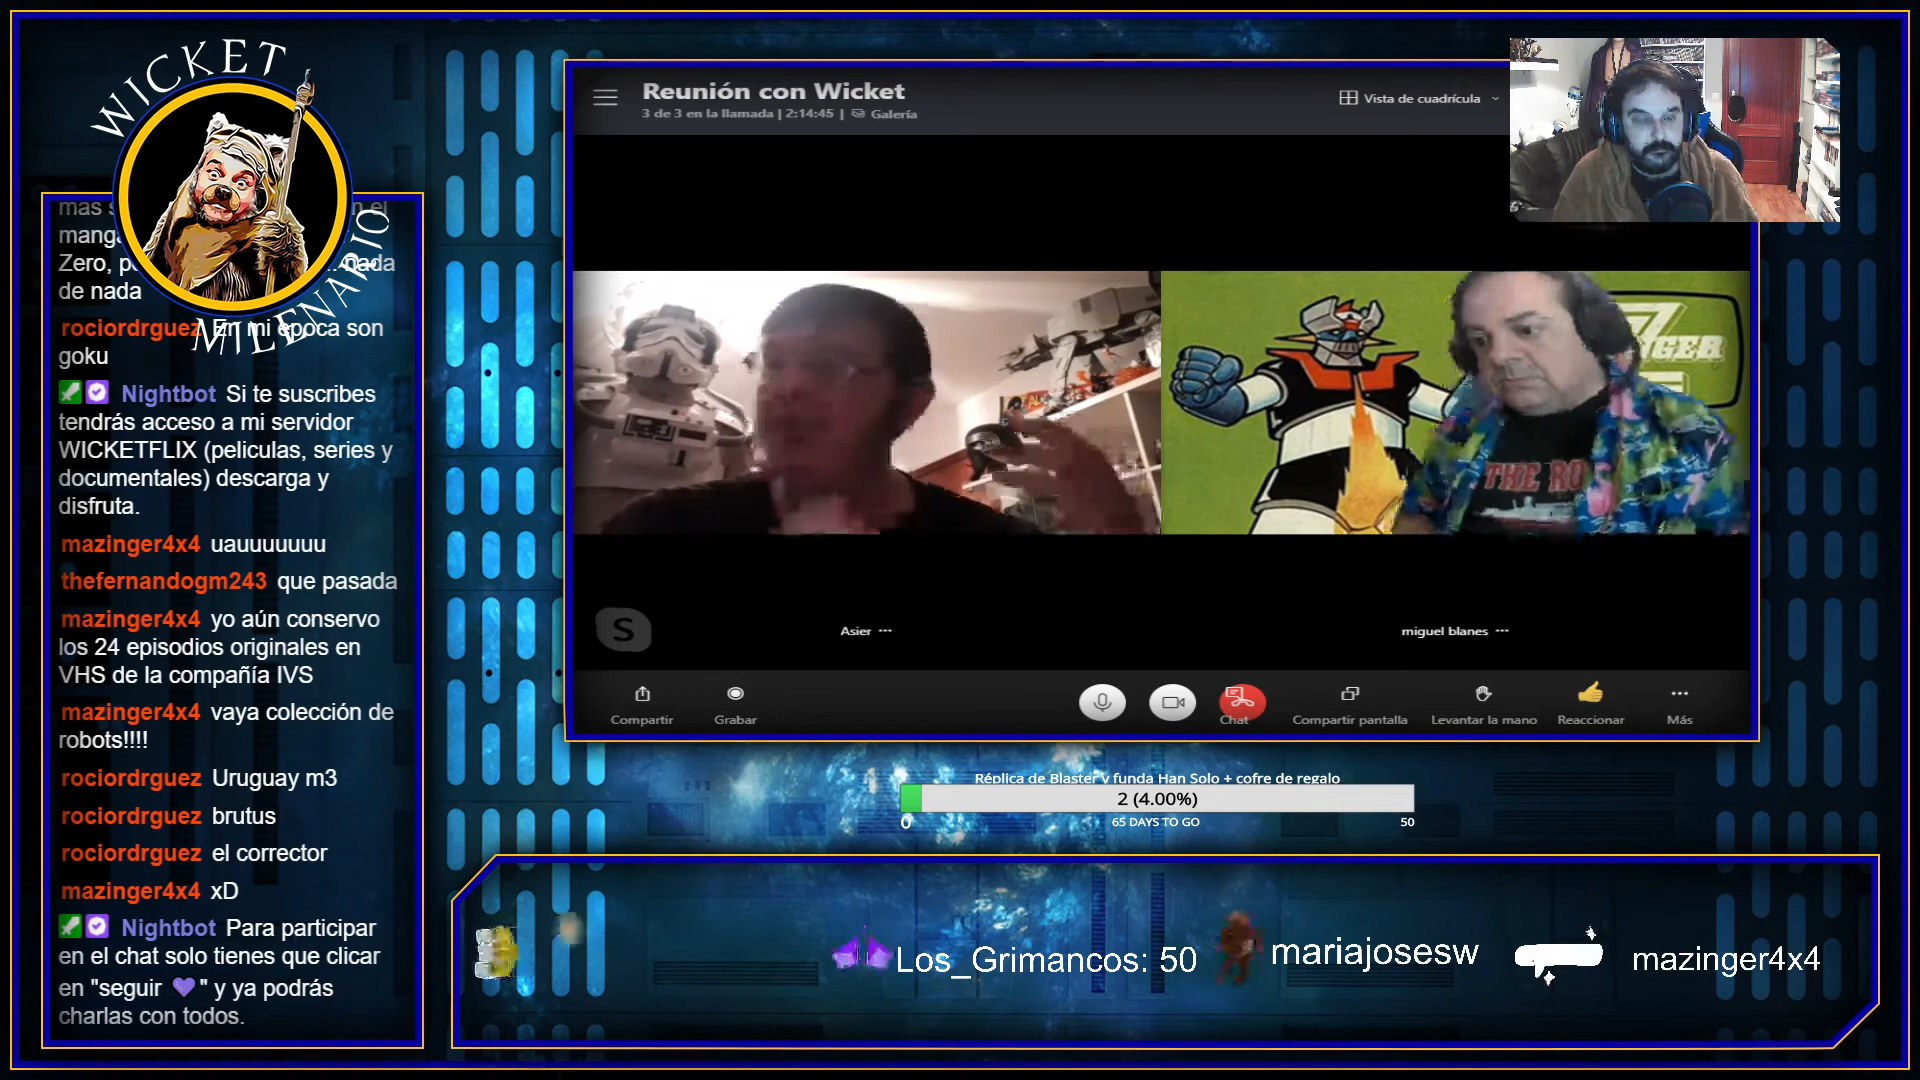 WICKET
MILENARIO
mas
n el
manga
Zero,
nada
de nada
rociordrguez En mi epoca son
goku
Nightbot Si te suscribes
tendrás acceso a mi servidor
WICKETFLIX (peliculas, series y
documentales) descarga y
disfruta.
mazinger4x4 uauuuuuuu
thefernandogm243 que pasada
mazinger4x4 yo aún conservo
los 24 episodios originales en
VHS de la compañía IVS
mazinger4x4 vaya colección de
robots!!!!
rociordrguez Uruguay m3
rociordrguez brutus
rociordrguez el corrector
mazinger4x4 xD
Nightbot Para participar
en el chat solo tienes que clicar
en "seguir 💜" y ya podrás
charlas con todos.
Reunión con Wicket
3 de 3 en la llamada | 2:14:45 | Galería
Vista de cuadrícula
THE RO
S
Asier ···
miguel blanes ···
Compartir
Grabar
Chat
Compartir pantalla
Levantar la mano
Reaccionar
Más
Réplica de Blaster y funda Han Solo + cofre de regalo
2 (4.00%)
0
65 DAYS TO GO
50
Los_Grimancos: 50
mariajosesw
mazinger4x4